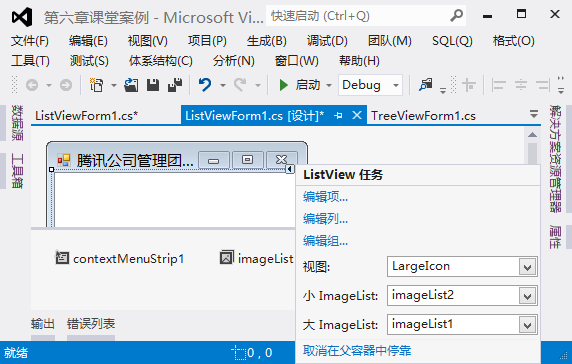 第六章课堂案例 - Microsoft Vi...
快速启动 (Ctrl+Q)
文件(F) 编辑(E) 视图(V) 项目(P) 生成(B) 调试(D) 团队(M) SQL(Q) 格式(O)
工具(T) 测试(S) 体系结构(C) 分析(N) 窗口(W) 帮助(H)
启动 Debug
数据源
工具箱
ListViewForm1.cs* ListViewForm1.cs [设计]* TreeViewForm1.cs
解决方案资源管理器
属性
腾讯公司管理团...
ListView 任务
编辑项...
编辑列...
编辑组...
视图: LargeIcon
小 ImageList: imageList2
大 ImageList: imageList1
取消在父容器中停靠
contextMenuStrip1 imageList
输出 错误列表
就绪 0 , 0